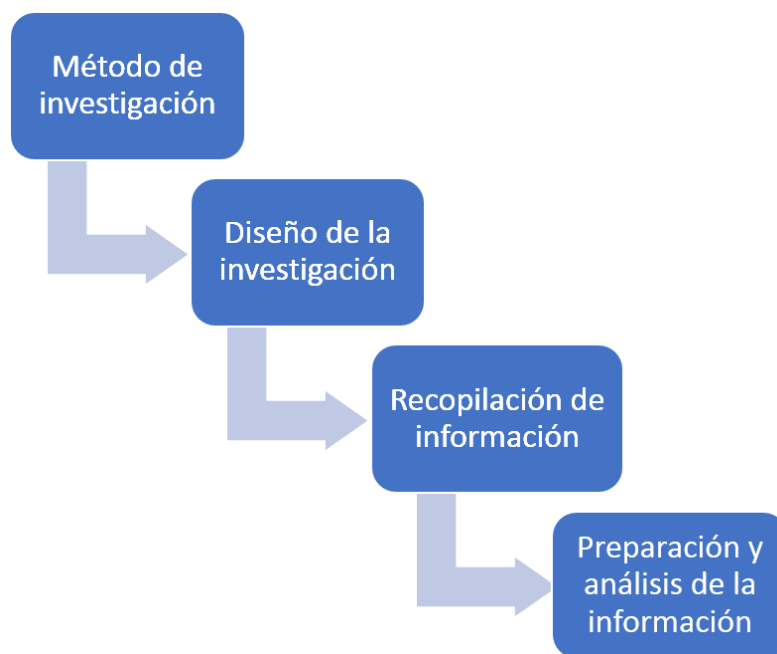 Método de
investigación
Diseño de la
investigación
Recopilación de
información
Preparación y
análisis de la
información